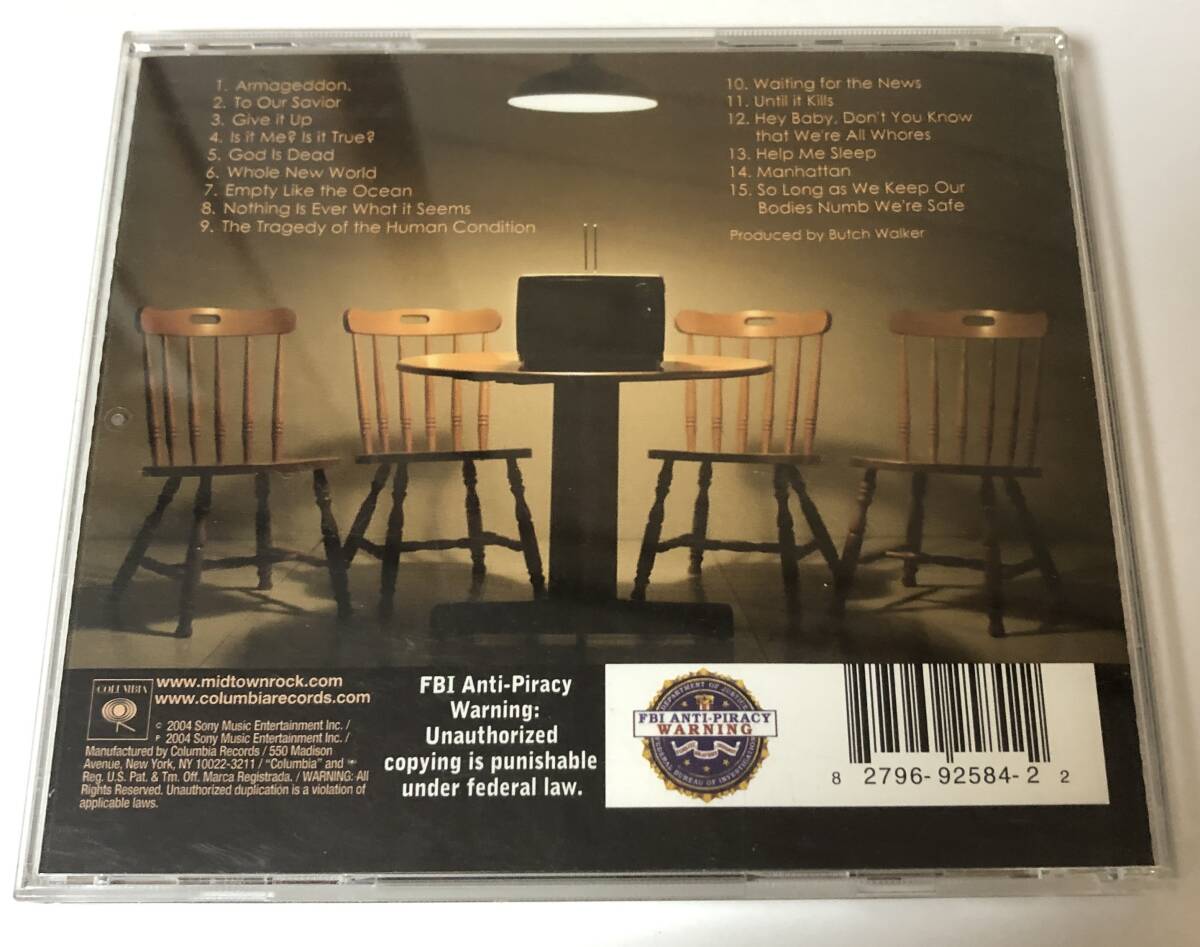 1. Armageddon,
2. To Our Savior
3. Give it Up
4. Is it Me? Is it True?
5. God Is Dead
6. Whole New World
7. Empty Like the Ocean
8. Nothing Is Ever What it Seems
9. The Tragedy of the Human Condition
10. Waiting for the News
11. Until it Kills
12. Hey Baby, Don't You Know
that We're All Whores
13. Help Me Sleep
14. Manhattan
15. So Long as We Keep Our
Bodies Numb We're Safe
Produced by Butch Walker
COLUMBIA
www.midtownrock.com
www.columbiarecords.com
© 2004 Sony Music Entertainment Inc. /
℗ 2004 Sony Music Entertainment Inc. /
Manufactured by Columbia Records / 550 Madison
Avenue, New York, NY 10022-3211 / "Columbia" and
Reg. U.S. Pat. & Tm. Off. Marca Registrada. / WARNING: All
Rights Reserved. Unauthorized duplication is a violation of
applicable laws.
FBI Anti-Piracy
Warning:
Unauthorized
copying is punishable
under federal law.
DEPARTMENT OF JUSTICE
FBI ANTI-PIRACY
WARNING
FEDERAL BUREAU OF INVESTIGATION
8 2796-92584-2 2